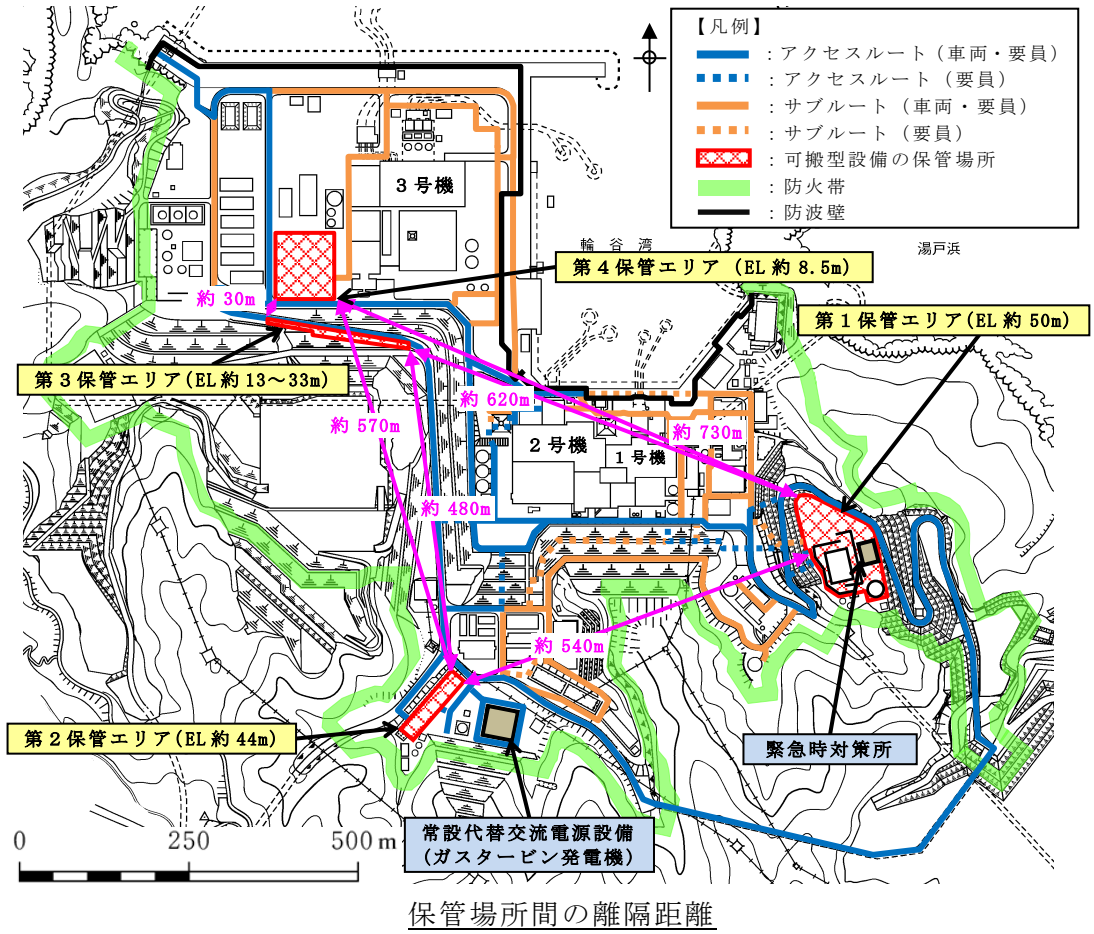 【凡例】
：アクセスルート（車両・要員）
：アクセスルート（要員）
：サブルート（車両・要員）
：サブルート（要員）
：可搬型設備の保管場所
：防火帯
：防波壁
3号機
輪谷湾
湯戸浜
第4保管エリア（EL約8.5m）
約30m
第1保管エリア(EL約50m)
第3保管エリア(EL約13～33m)
約620m
約570m
約730m
2号機
1号機
約480m
約540m
第2保管エリア(EL約44m)
緊急時対策所
常設代替交流電源設備
（ガスタービン発電機）
0 250 500 m
保管場所間の離隔距離